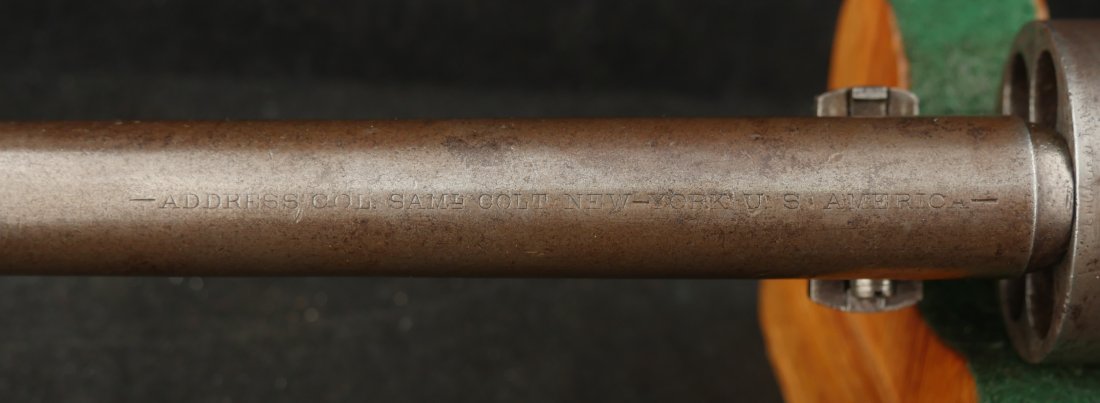 —ADDRESS COL. SAML COLT NEW-YORK U.S. AMERICA—